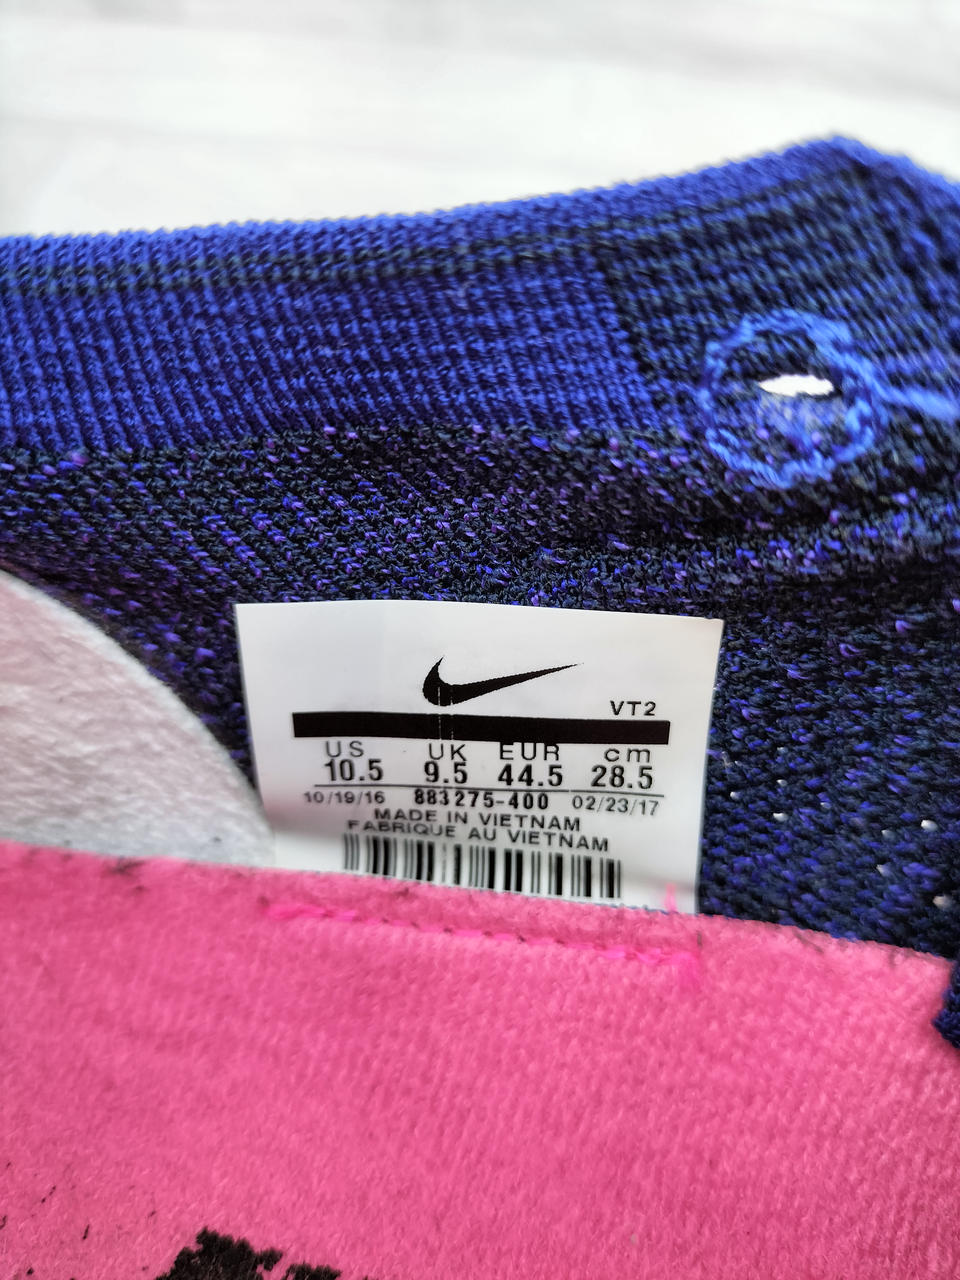 VT2
US UK EUR cm
10.5 9.5 44.5 28.5
10/19/16 883275-400 02/23/17
MADE IN VIETNAM
FABRIQUE AU VIETNAM